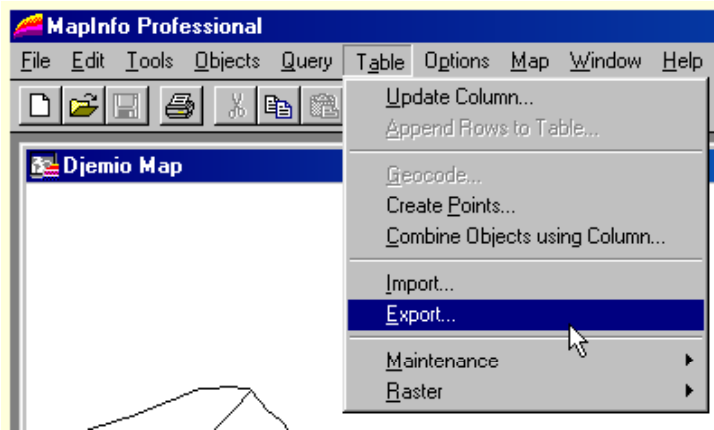 MapInfo Professional
File Edit Tools Objects Query Table Options Map Window Help
Update Column...
Append Rows to Table...
Djemio Map
Geocode...
Create Points...
Combine Objects using Column...
Import...
Export...
Maintenance
Raster